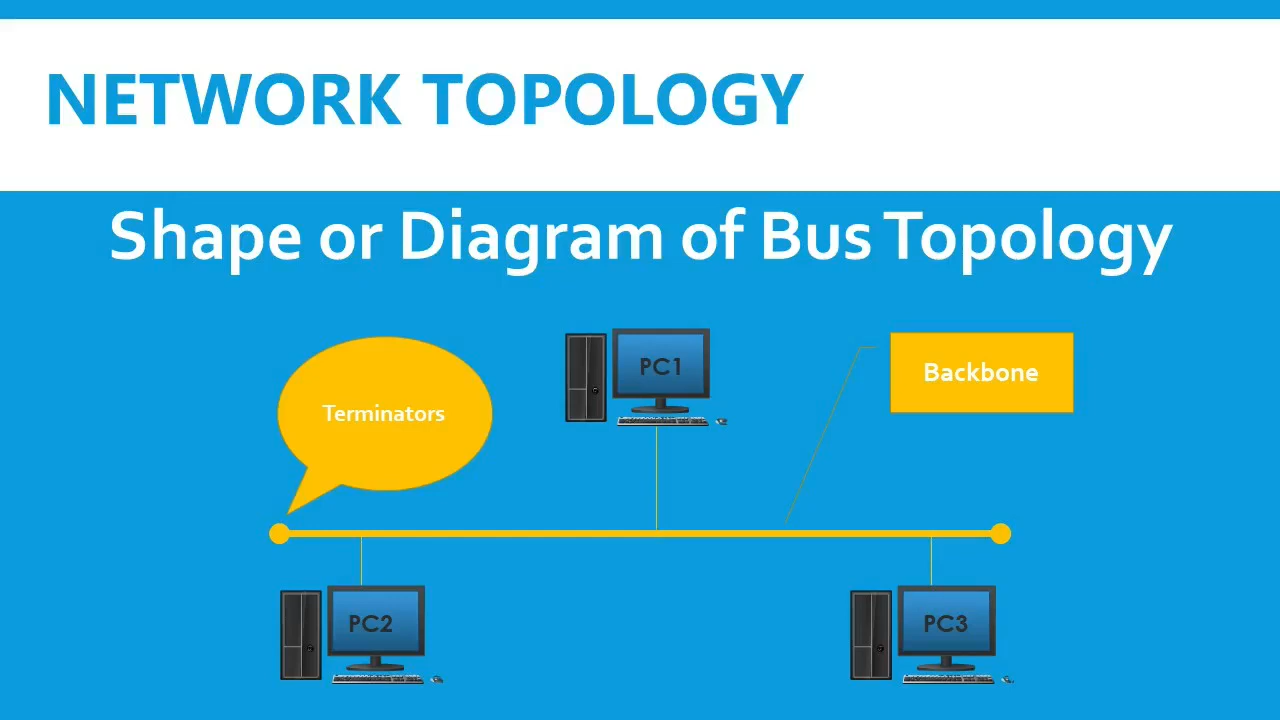 NETWORK TOPOLOGY
Shape or Diagram of Bus Topology
PC1
Backbone
Terminators
PC2
PC3